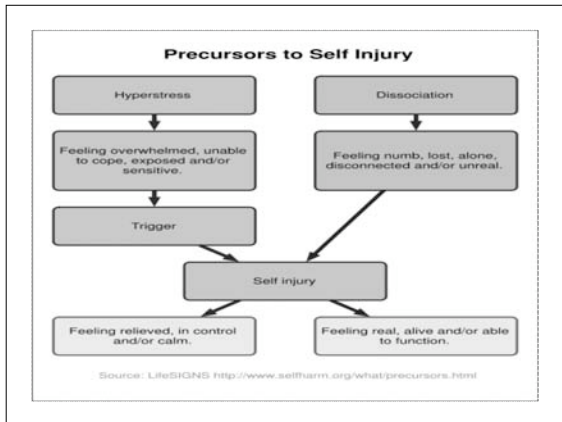 Precursors to Self Injury
Hyperstress
Dissociation
Feeling overwhelmed, unable
to cope, exposed and/or
sensitive.
Feeling numb, lost, alone,
disconnected and/or unreal.
Trigger
Self injury
Feeling relieved, in control
and/or calm.
Feeling real, alive and/or able
to function.
Source: LifeSIGNS http://www.selfharm.org/what/precursors.html